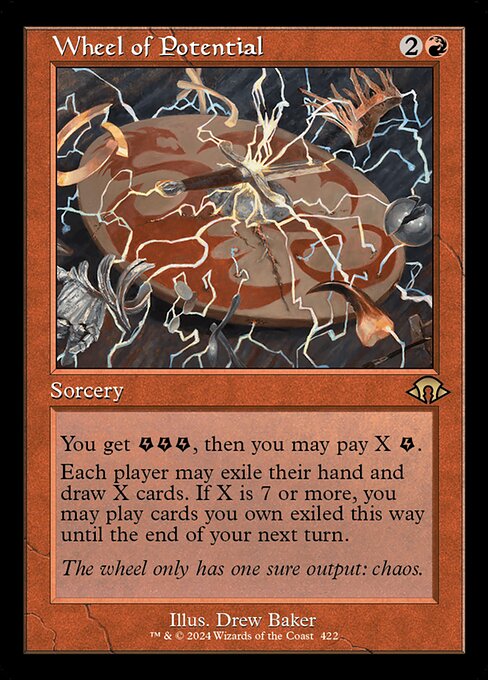 Wheel of Potential 2
Sorcery
You get , then you may pay X .
Each player may exile their hand and
draw X cards. If X is 7 or more, you
may play cards you own exiled this way
until the end of your next turn.
The wheel only has one sure output: chaos.
Illus. Drew Baker
™ & © 2024 Wizards of the Coast 422